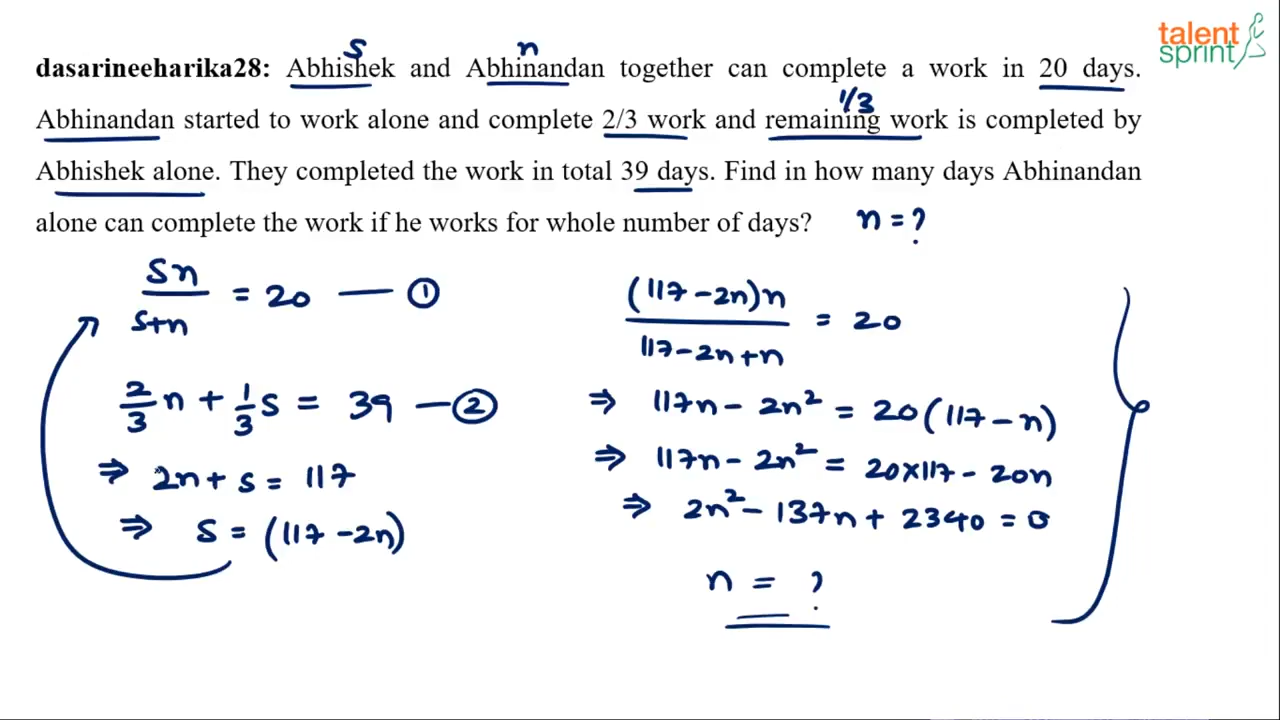 talent
sprint
s n
dasarineeharika28: Abhishek and Abhinandan together can complete a work in 20 days.
1/3
Abhinandan started to work alone and complete 2/3 work and remaining work is completed by
Abhishek alone. They completed the work in total 39 days. Find in how many days Abhinandan
alone can complete the work if he works for whole number of days? n = ?
sn/(s+n) = 20 — ①
2/3 n + 1/3 s = 39 — ②
⇒ 2n + s = 117
⇒ s = (117 - 2n)
(117 - 2n)n/(117 - 2n + n) = 20
⇒ 117n - 2n² = 20(117 - n)
⇒ 117n - 2n² = 20×117 - 20n
⇒ 2n² - 137n + 2340 = 0
n = ?